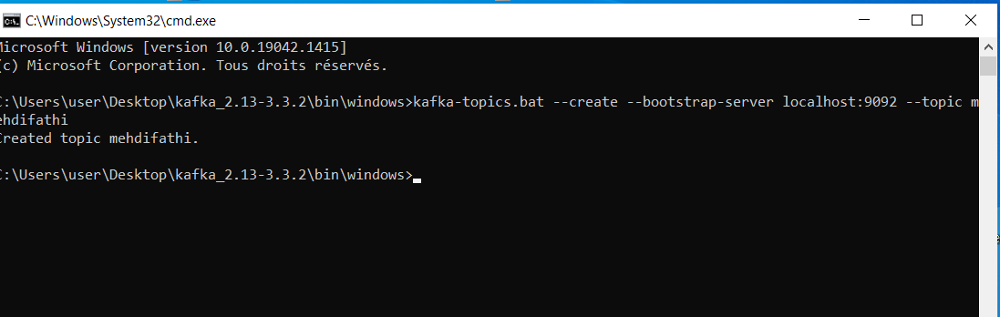 C:\Windows\System32\cmd.exe
Microsoft Windows [version 10.0.19042.1415]
(c) Microsoft Corporation. Tous droits réservés.
C:\Users\user\Desktop\kafka_2.13-3.3.2\bin\windows>kafka-topics.bat --create --bootstrap-server localhost:9092 --topic m
ehdifathi
Created topic mehdifathi.
C:\Users\user\Desktop\kafka_2.13-3.3.2\bin\windows>